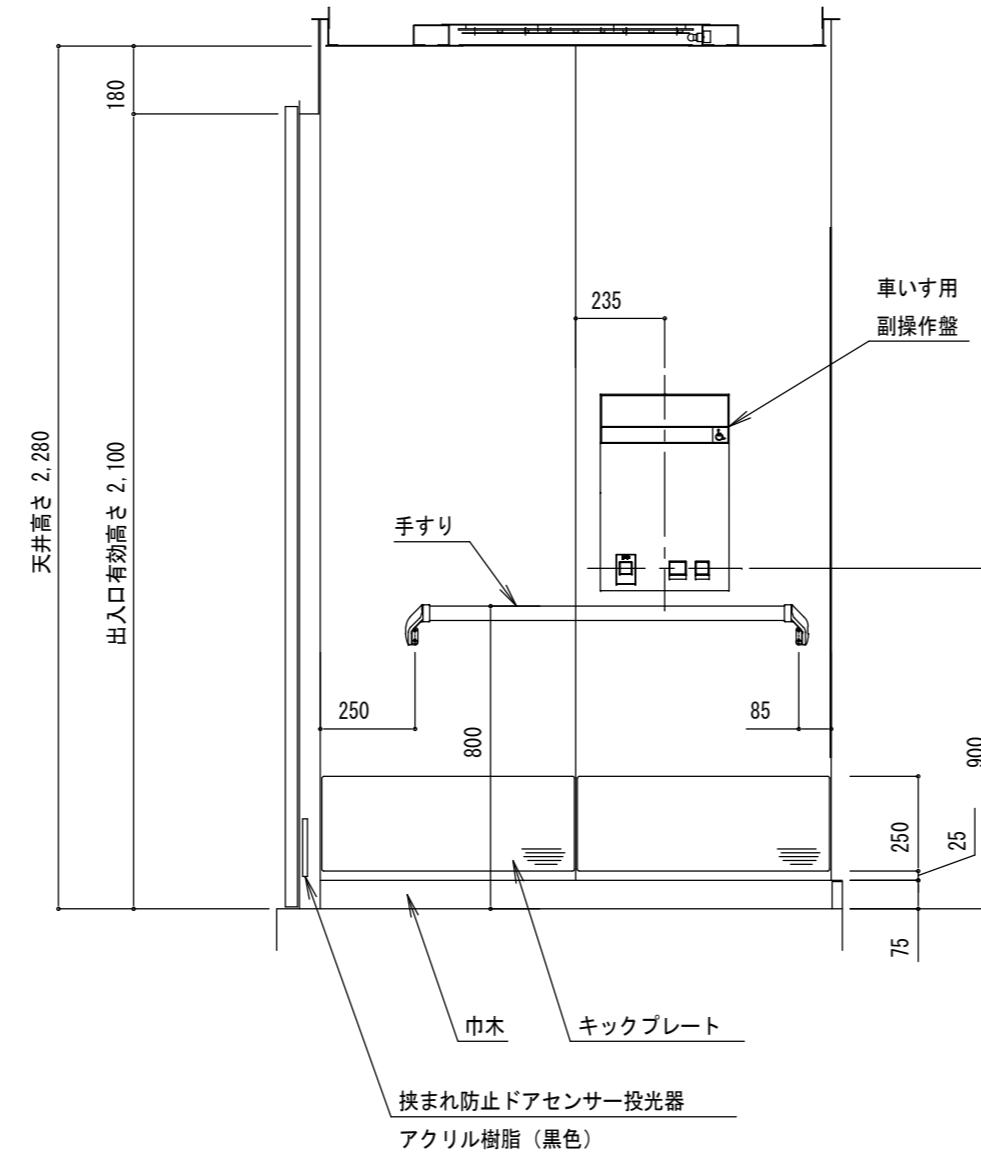 180
天井高さ 2,280
出入口有効高さ 2,100
235
車いす用
副操作盤
手すり
250
800
85
900
250
25
75
巾木
キックプレート
挟まれ防止ドアセンサー投光器
アクリル樹脂（黒色）